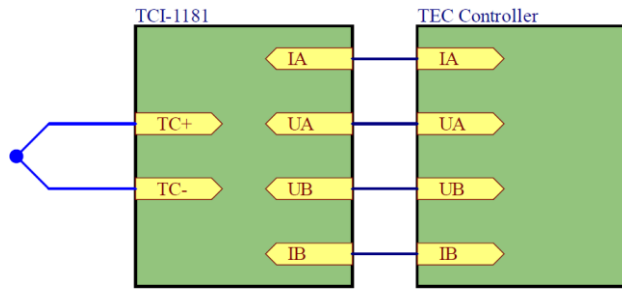 TCI-1181
TEC Controller
IA
IA
TC+
UA
UA
TC-
UB
UB
IB
IB